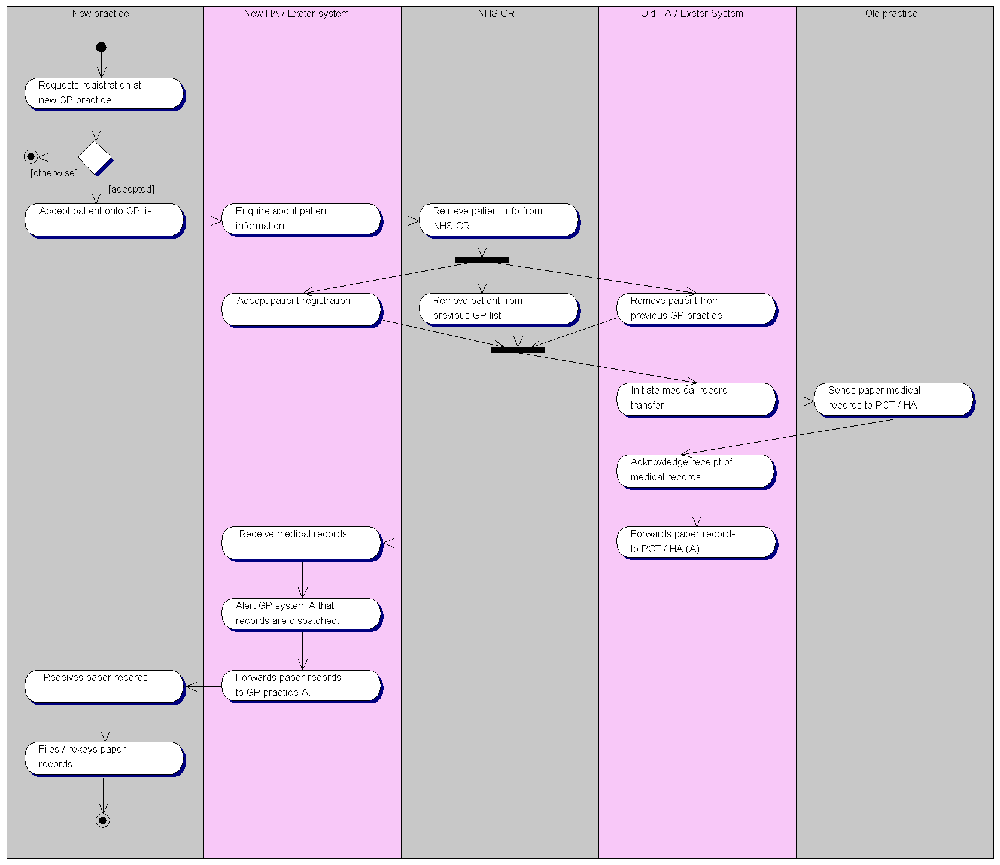 New practice
New HA / Exeter system
NHS CR
Old HA / Exeter System
Old practice
Requests registration at
new GP practice
[otherwise]
[accepted]
Accept patient onto GP list
Enquire about patient
information
Retrieve patient info from
NHS CR
Accept patient registration
Remove patient from
previous GP list
Remove patient from
previous GP practice
Initiate medical record
transfer
Sends paper medical
records to PCT / HA
Acknowledge receipt of
medical records
Receive medical records
Forwards paper records
to PCT / HA (A)
Alert GP system A that
records are dispatched.
Receives paper records
Forwards paper records
to GP practice A.
Files / rekeys paper
records